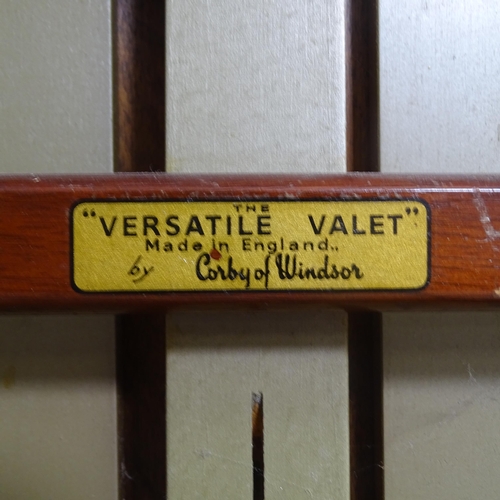 THE
"VERSATILE VALET"
Made in England..
by Corby of Windsor